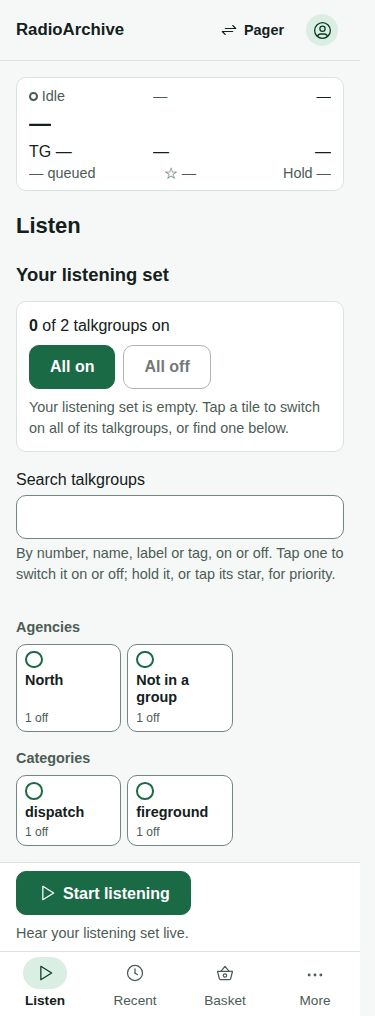 RadioArchive
Pager
Idle — —
—
TG — — —
— queued ☆ — Hold —
Listen
Your listening set
0 of 2 talkgroups on
All on All off
Your listening set is empty. Tap a tile to switch
on all of its talkgroups, or find one below.
Search talkgroups
By number, name, label or tag, on or off. Tap one to
switch it on or off; hold it, or tap its star, for priority.
Agencies
North
1 off
Not in a
group
1 off
Categories
dispatch
1 off
fireground
1 off
Start listening
Hear your listening set live.
Listen Recent Basket More